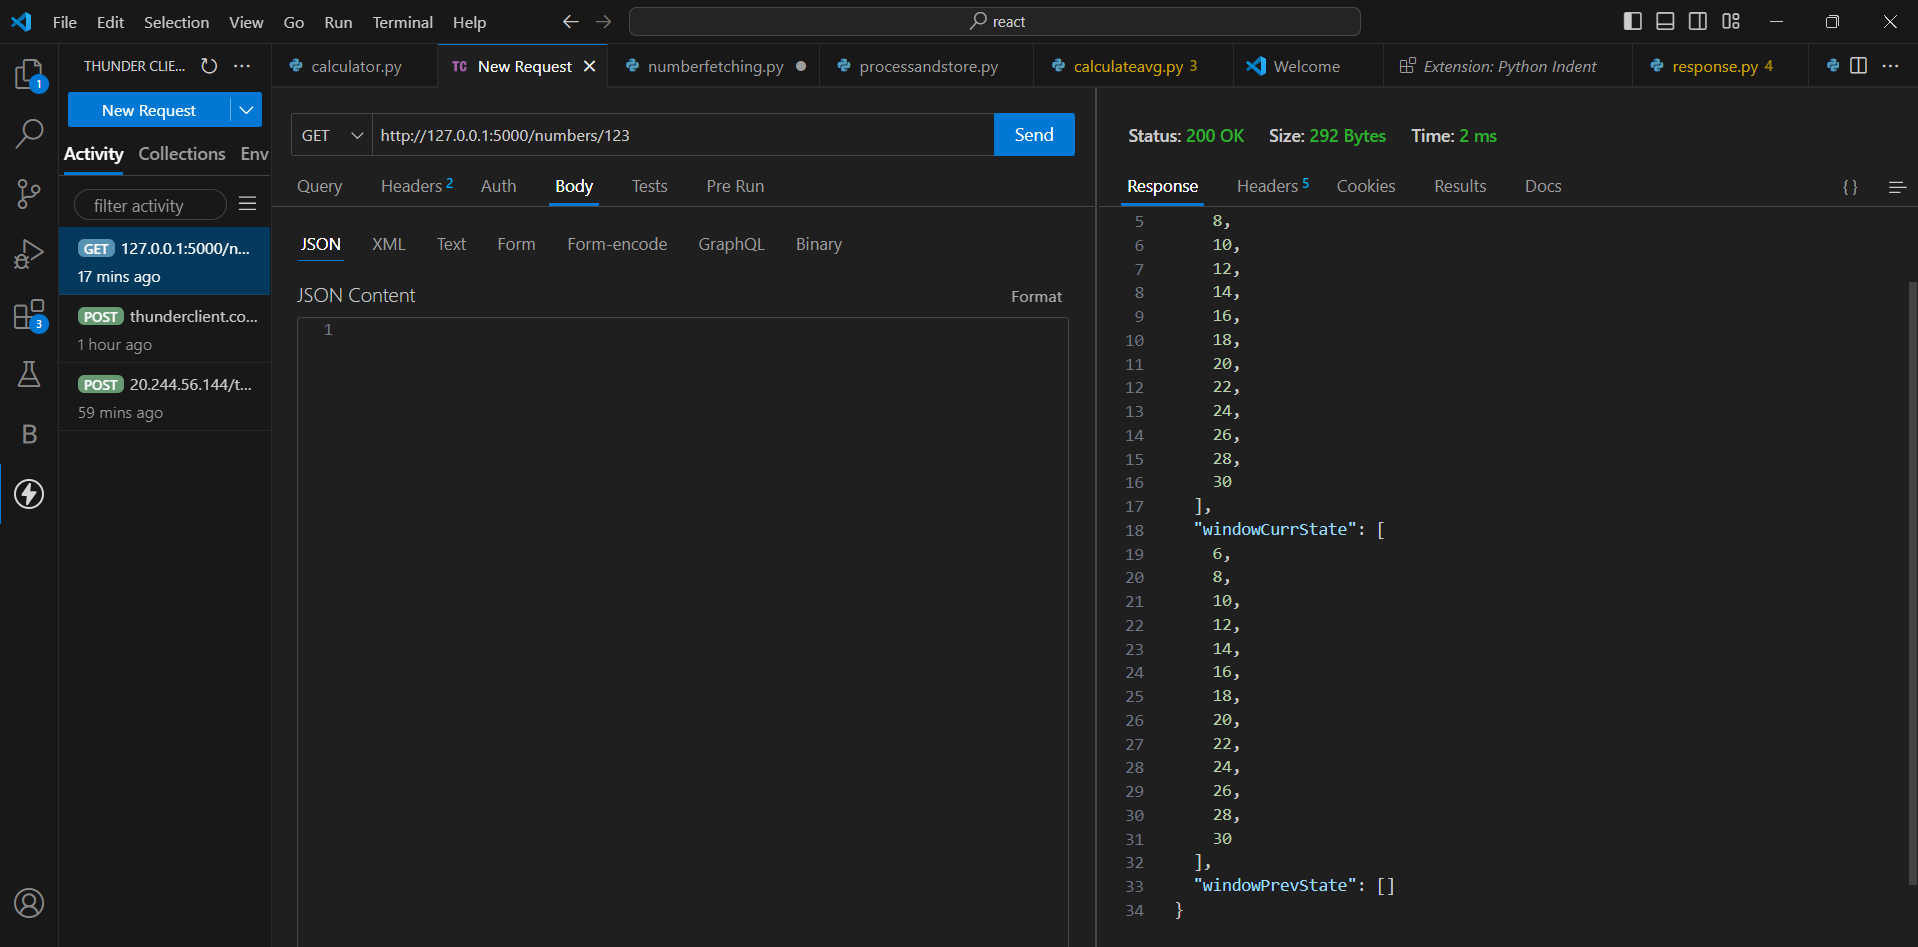 File Edit Selection View Go Run Terminal Help
react
THUNDER CLIE...
calculator.py
TC New Request
numberfetching.py
processandstore.py
calculateavg.py 3
Welcome
Extension: Python Indent
response.py 4
1
New Request
Activity Collections Env
filter activity
GET 127.0.0.1:5000/n...
17 mins ago
POST thunderclient.co...
1 hour ago
POST 20.244.56.144/t...
59 mins ago
3
B
GET http://127.0.0.1:5000/numbers/123 Send
Query Headers 2 Auth Body Tests Pre Run
JSON XML Text Form Form-encode GraphQL Binary
JSON Content
Format
1
Status: 200 OK Size: 292 Bytes Time: 2 ms
Response Headers 5 Cookies Results Docs
{ }
5 8,
6 10,
7 12,
8 14,
9 16,
10 18,
11 20,
12 22,
13 24,
14 26,
15 28,
16 30
17 ],
18 "windowCurrState": [
19 6,
20 8,
21 10,
22 12,
23 14,
24 16,
25 18,
26 20,
27 22,
28 24,
29 26,
30 28,
31 30
32 ],
33 "windowPrevState": []
34 }